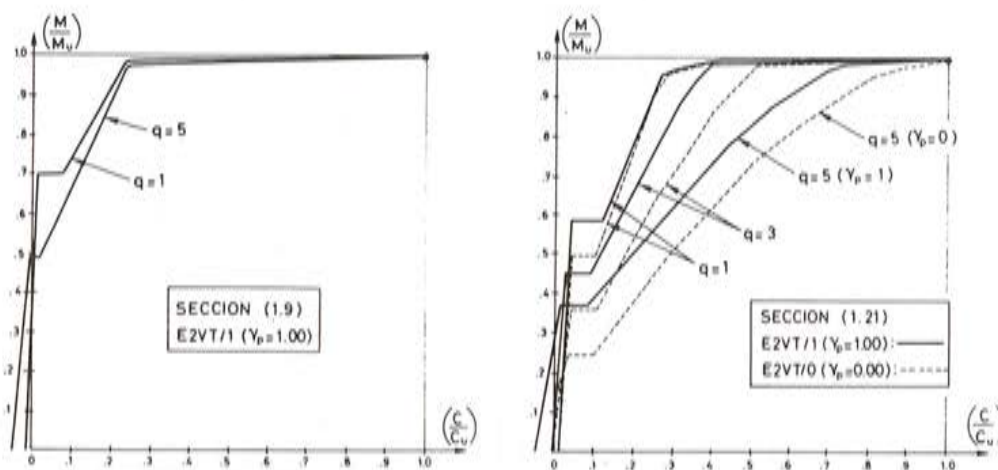 (M/Mu)
1.0
.9
.8
.7
.6
.5
.4
.3
.2
.1
q=5
q=1
SECCION (1.9)
E2VT/1 (Yp=1.00)
0 .1 .2 .3 .4 .5 .6 .7 .8 .9 1.0
(C/Cu)
(M/Mu)
1.0
.9
.8
.7
.6
.5
.4
.3
.2
.1
q=5 (Yp=0)
q=5 (Yp=1)
q=3
q=1
SECCION (1.21)
E2VT/1 (Yp=1.00):
E2VT/0 (Yp=0.00):
0 0.1 0.2 0.3 0.4 .5 .6 .7 .8 .9 1.0
(C/Cu)